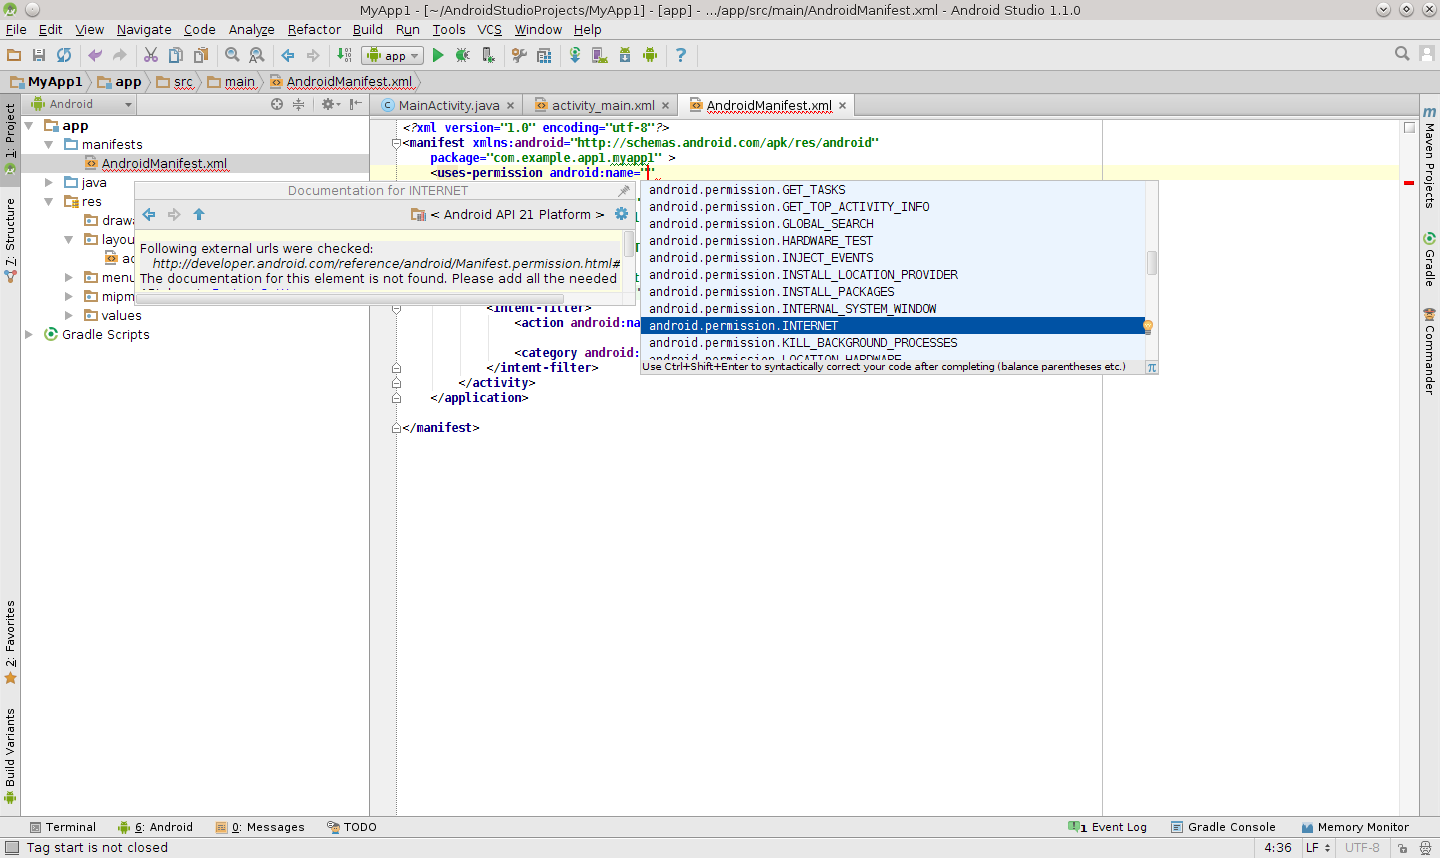 MyApp1 - [~/AndroidStudioProjects/MyApp1] - [app] - .../app/src/main/AndroidManifest.xml - Android Studio 1.1.0
File Edit View Navigate Code Analyze Refactor Build Run Tools VCS Window Help
app
MyApp1 app src main AndroidManifest.xml
Android
MainActivity.java activity_main.xml AndroidManifest.xml
1: Project
7: Structure
2: Favorites
Build Variants
app
manifests
AndroidManifest.xml
java
res
drawa
layou
ac
menu
mipm
values
Gradle Scripts
<?xml version="1.0" encoding="utf-8"?>
<manifest xmlns:android="http://schemas.android.com/apk/res/android"
package="com.example.app1.myapp1" >
<uses-permission android:name=""
Documentation for INTERNET
< Android API 21 Platform >
Following external urls were checked:
http://developer.android.com/reference/android/Manifest.permission.html#
The documentation for this element is not found. Please add all the needed
android.permission.GET_TASKS
android.permission.GET_TOP_ACTIVITY_INFO
android.permission.GLOBAL_SEARCH
android.permission.HARDWARE_TEST
android.permission.INJECT_EVENTS
android.permission.INSTALL_LOCATION_PROVIDER
android.permission.INSTALL_PACKAGES
android.permission.INTERNAL_SYSTEM_WINDOW
android.permission.INTERNET
android.permission.KILL_BACKGROUND_PROCESSES
android.permission.LOCATION_HARDWARE
Use Ctrl+Shift+Enter to syntactically correct your code after completing (balance parentheses etc.)
π
<intent-filter>
<action android:na
<category android:
</intent-filter>
</activity>
</application>
</manifest>
Maven Projects
Gradle
Commander
Terminal 6: Android 0: Messages TODO 1 Event Log Gradle Console Memory Monitor
Tag start is not closed 4:36 LF UTF-8